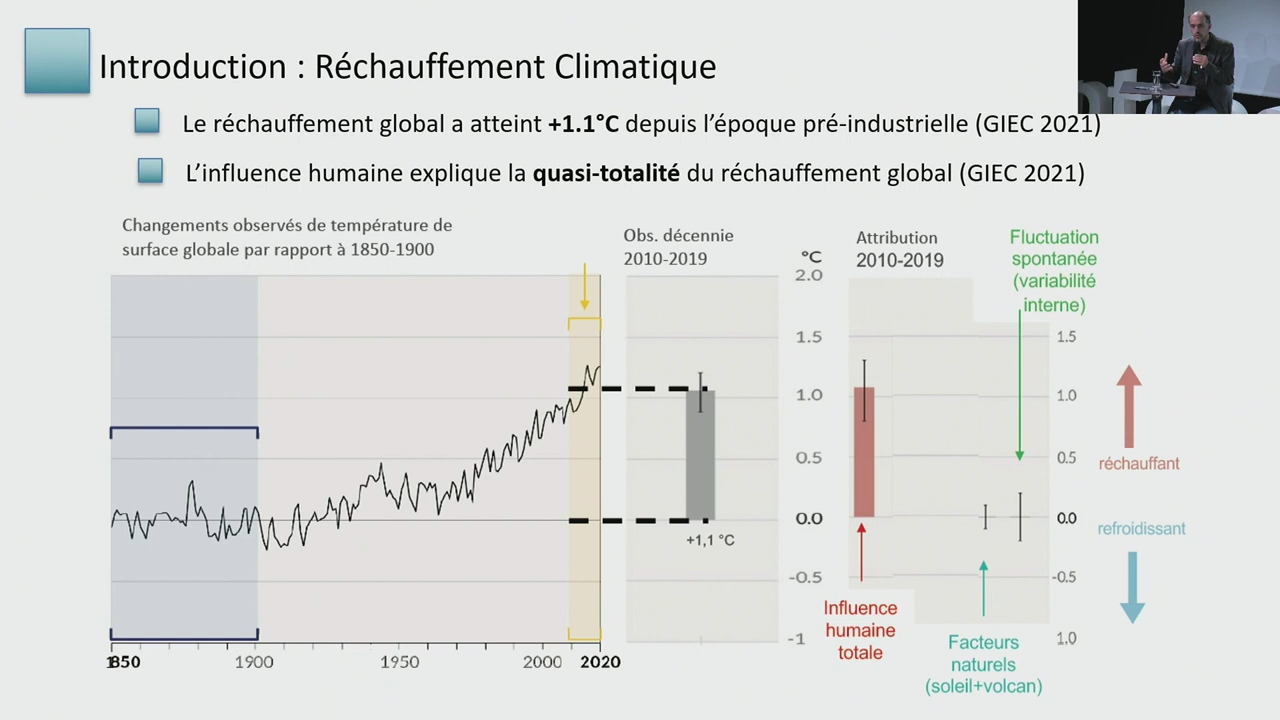 Introduction : Réchauffement Climatique
Le réchauffement global a atteint +1.1°C depuis l'époque pré-industrielle (GIEC 2021)
L'influence humaine explique la quasi-totalité du réchauffement global (GIEC 2021)
Changements observés de température de
surface globale par rapport à 1850-1900
Obs. décennie
2010-2019
°C
2.0
1.5
1.0
0.5
0.0
-0.5
-1
+1,1 °C
1850
1900
1950
2000
2020
Attribution
2010-2019
Fluctuation
spontanée
(variabilité
interne)
1.5
1.0
0.5
0.0
-0.5
1.0
réchauffant
refroidissant
Influence
humaine
totale
Facteurs
naturels
(soleil+volcan)